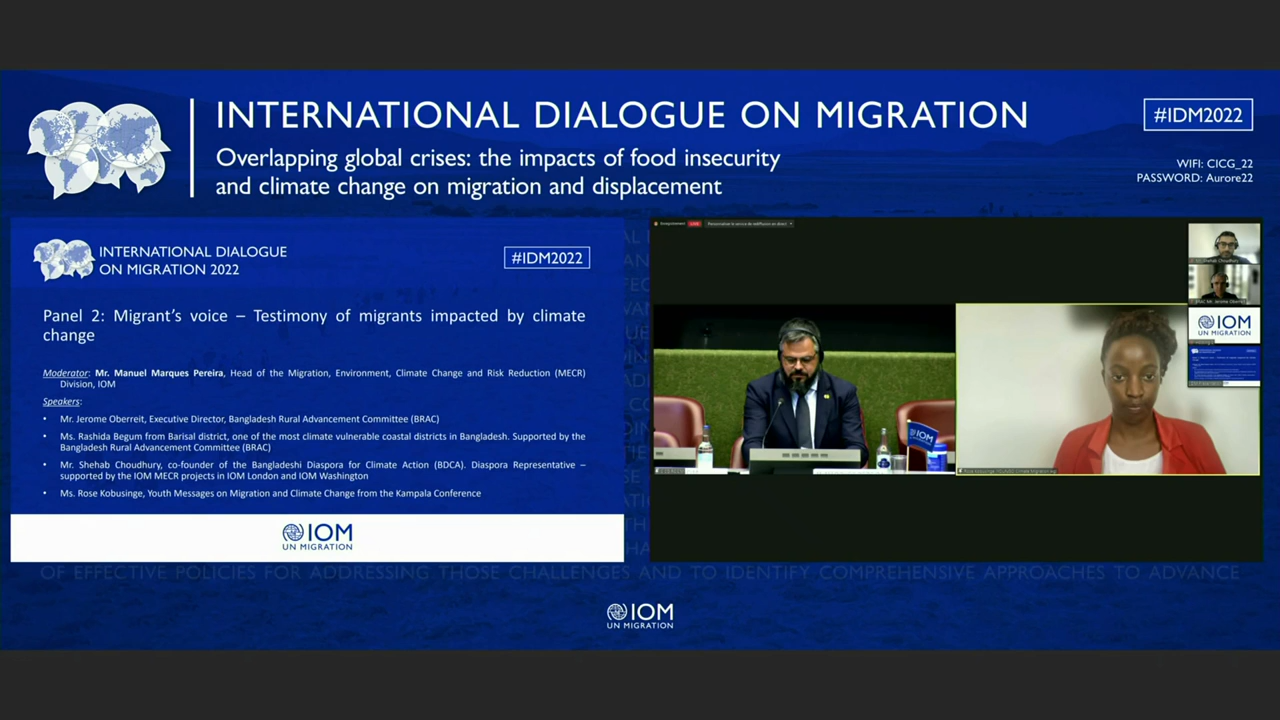 INTERNATIONAL DIALOGUE ON MIGRATION
Overlapping global crises: the impacts of food insecurity
and climate change on migration and displacement
#IDM2022
WIFI: CICG_22
PASSWORD: Aurore22
INTERNATIONAL DIALOGUE
ON MIGRATION 2022
#IDM2022
Panel 2: Migrant's voice – Testimony of migrants impacted by climate
change
Moderator: Mr. Manuel Marques Pereira, Head of the Migration, Environment, Climate Change and Risk Reduction (MECR)
Division, IOM
Speakers:
• Mr. Jerome Oberreit, Executive Director, Bangladesh Rural Advancement Committee (BRAC)
• Ms. Rashida Begum from Barisal district, one of the most climate vulnerable coastal districts in Bangladesh. Supported by the
Bangladesh Rural Advancement Committee (BRAC)
• Mr. Shehab Choudhury, co-founder of the Bangladeshi Diaspora for Climate Action (BDCA). Diaspora Representative –
supported by the IOM MECR projects in IOM London and IOM Washington
• Ms. Rose Kobusinge, Youth Messages on Migration and Climate Change from the Kampala Conference
IOM
UN MIGRATION
LIVE
IOM
IOM
UN MIGRATION
OF EFFECTIVE POLICIES FOR ADDRESSING THOSE CHALLENGES AND TO IDENTIFY COMPREHENSIVE APPROACHES TO ADVANCE
IOM
UN MIGRATION